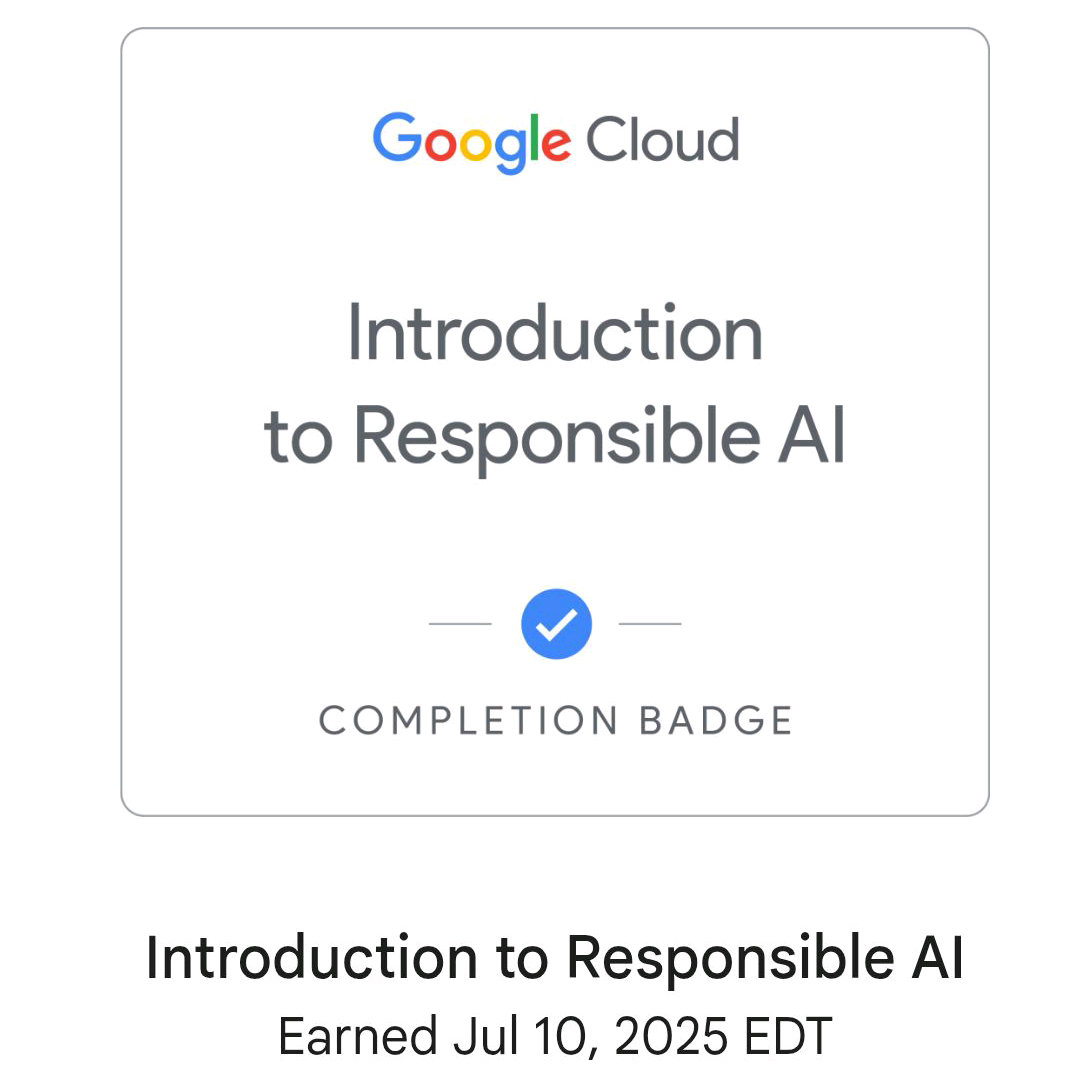 Google Cloud
Introduction
to Responsible AI
COMPLETION BADGE
Introduction to Responsible AI
Earned Jul 10, 2025 EDT